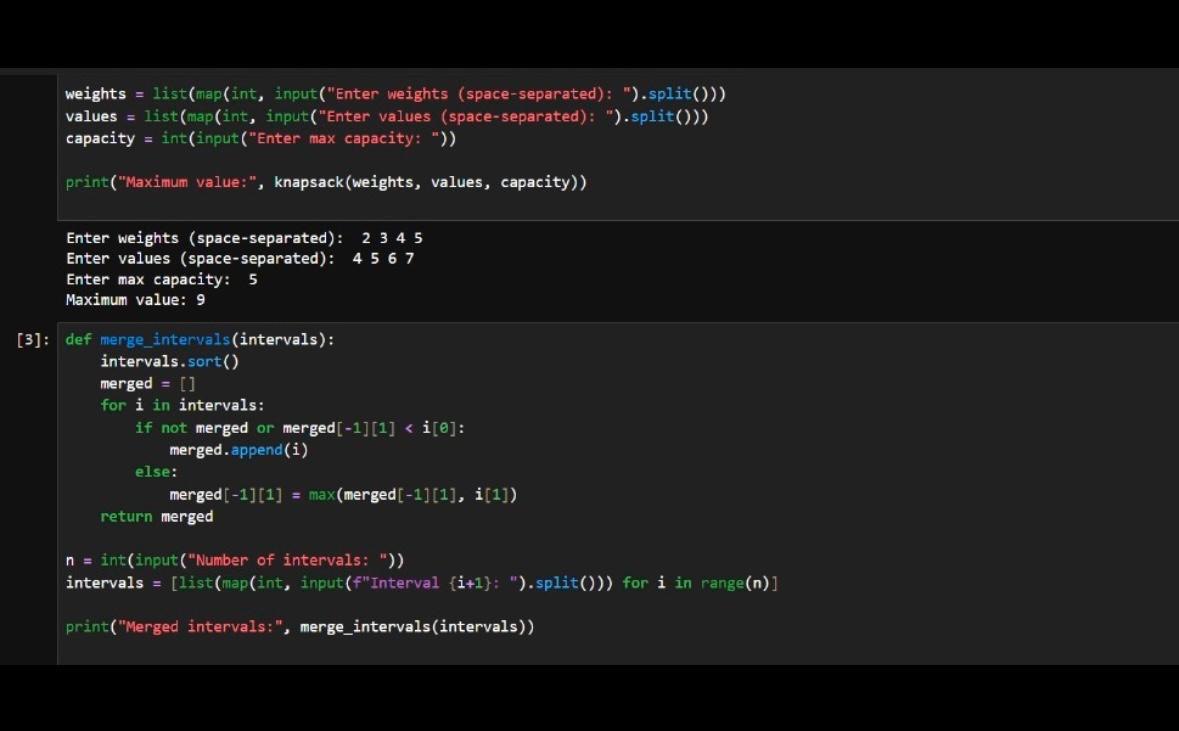 weights = list(map(int, input("Enter weights (space-separated): ").split()))
values = list(map(int, input("Enter values (space-separated): ").split()))
capacity = int(input("Enter max capacity: "))
print("Maximum value:", knapsack(weights, values, capacity))
Enter weights (space-separated):  2 3 4 5
Enter values (space-separated):  4 5 6 7
Enter max capacity:  5
Maximum value: 9
[3]: def merge_intervals(intervals):
    intervals.sort()
    merged = []
    for i in intervals:
        if not merged or merged[-1][1] < i[0]:
            merged.append(i)
        else:
            merged[-1][1] = max(merged[-1][1], i[1])
    return merged
n = int(input("Number of intervals: "))
intervals = [list(map(int, input(f"Interval {i+1}: ").split())) for i in range(n)]
print("Merged intervals:", merge_intervals(intervals))